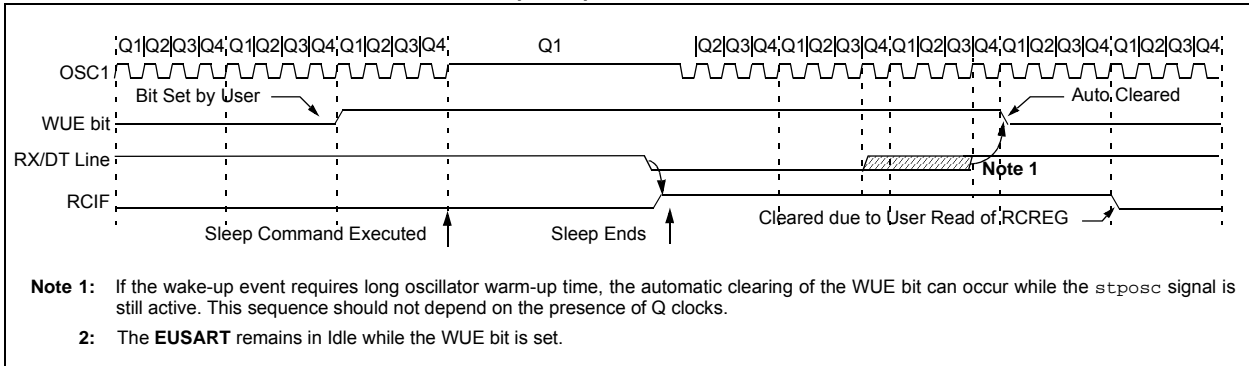 Q1 Q2 Q3 Q4 Q1 Q2 Q3 Q4 Q1 Q2 Q3 Q4 Q1 Q2 Q3 Q4 Q1 Q2 Q3 Q4 Q1 Q2 Q3 Q4 Q1 Q2 Q3 Q4 Q1 Q2 Q3 Q4
OSC1
Bit Set by User
Auto Cleared
WUE bit
RX/DT Line
Note 1
RCIF
Cleared due to User Read of RCREG
Sleep Command Executed
Sleep Ends
Note 1: If the wake-up event requires long oscillator warm-up time, the automatic clearing of the WUE bit can occur while the stposc signal is
still active. This sequence should not depend on the presence of Q clocks.
2: The EUSART remains in Idle while the WUE bit is set.